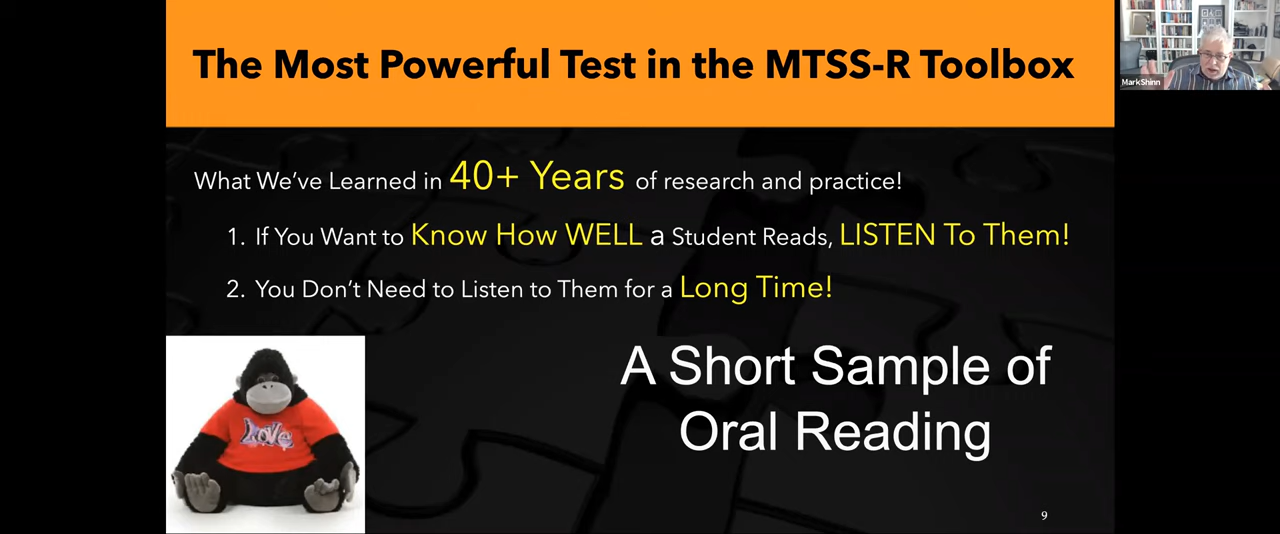 The Most Powerful Test in the MTSS-R Toolbox
MarkShinn
What We've Learned in 40+ Years of research and practice!
1. If You Want to Know How WELL a Student Reads, LISTEN To Them!
2. You Don't Need to Listen to Them for a Long Time!
A Short Sample of
Oral Reading
Love
9